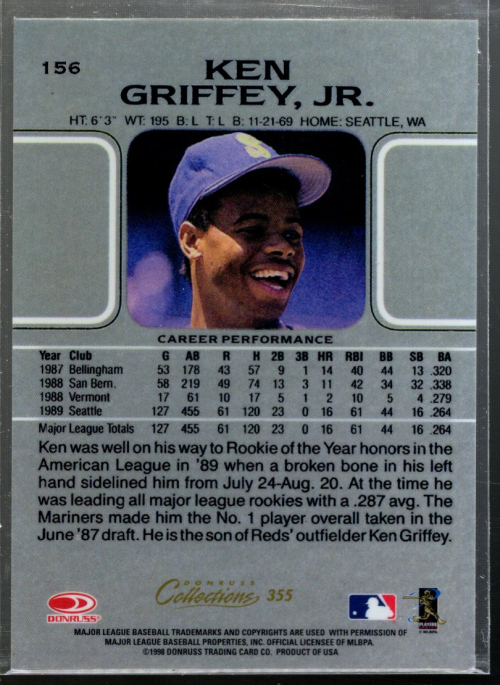 156
KEN
GRIFFEY, JR.
HT: 6'3" WT: 195 B: L T: L B: 11-21-69 HOME: SEATTLE, WA
S
CAREER PERFORMANCE
Year Club G AB R H 2B 3B HR RBI BB SB BA
1987 Bellingham 53 178 43 57 9 1 14 40 44 13 .320
1988 San Bern. 58 219 49 74 13 3 11 42 34 32 .338
1988 Vermont 17 61 10 17 5 1 2 10 5 4 .279
1989 Seattle 127 455 61 120 23 0 16 61 44 16 .264
Major League Totals 127 455 61 120 23 0 16 61 44 16 .264
Ken was well on his way to Rookie of the Year honors in the
American League in '89 when a broken bone in his left
hand sidelined him from July 24-Aug. 20. At the time he
was leading all major league rookies with a .287 avg. The
Mariners made him the No. 1 player overall taken in the
June '87 draft. He is the son of Reds' outfielder Ken Griffey.
DONRUSS
DONRUSS
Collections 355
PLAYERS
© MLBPA
MAJOR LEAGUE BASEBALL TRADEMARKS AND COPYRIGHTS ARE USED WITH PERMISSION OF
MAJOR LEAGUE BASEBALL PROPERTIES, INC. OFFICIAL LICENSEE OF MLBPA.
©1998 DONRUSS TRADING CARD CO. PRODUCT OF USA